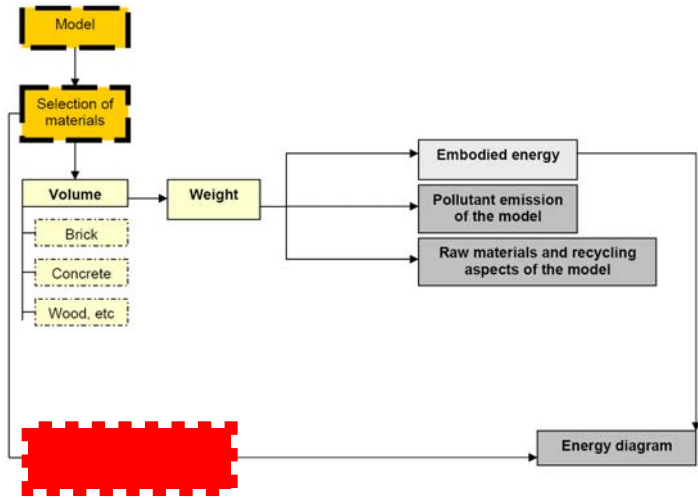 Model
Selection of
materials
Volume
Weight
Brick
Concrete
Wood, etc
Embodied energy
Pollutant emission
of the model
Raw materials and recycling
aspects of the model
Energy diagram